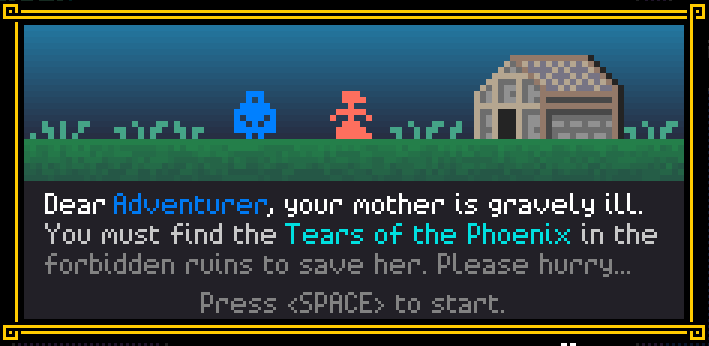 Dear Adventurer, your mother is gravely ill.
You must find the Tears of the Phoenix in the
forbidden ruins to save her. Please hurry...
Press <SPACE> to start.